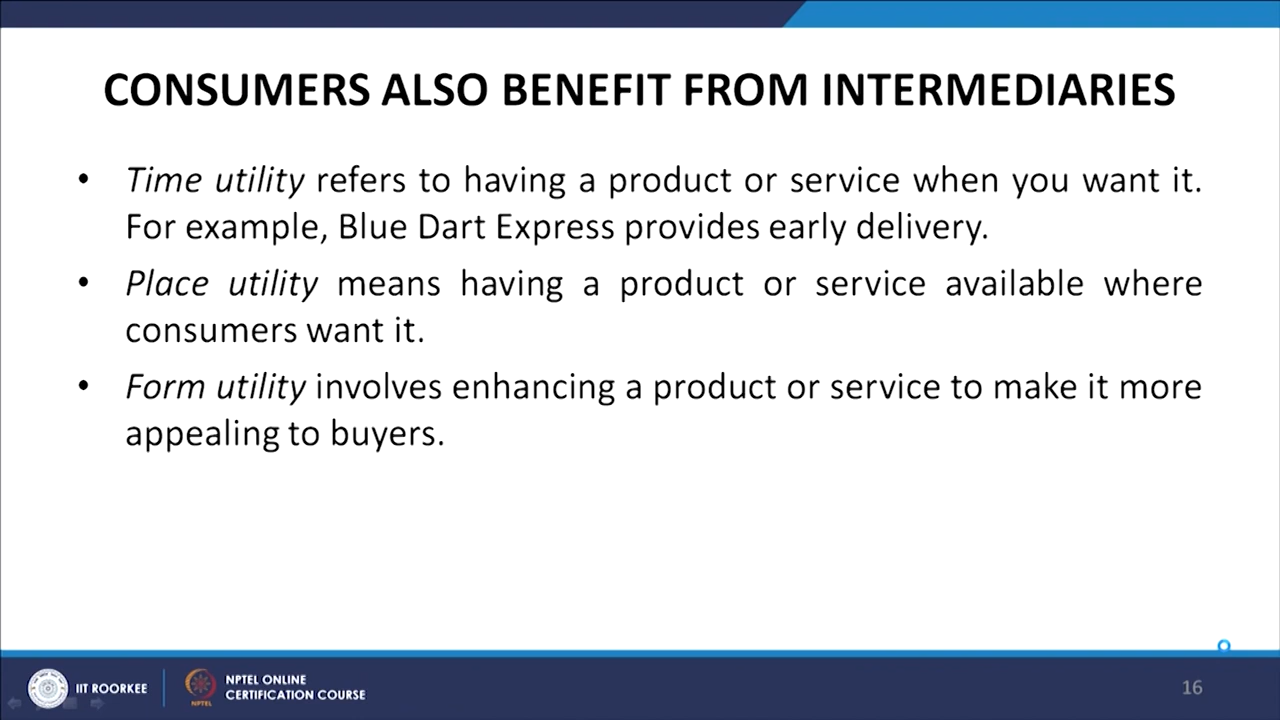 CONSUMERS ALSO BENEFIT FROM INTERMEDIARIES
• Time utility refers to having a product or service when you want it.
For example, Blue Dart Express provides early delivery.
• Place utility means having a product or service available where
consumers want it.
• Form utility involves enhancing a product or service to make it more
appealing to buyers.
IIT ROORKEE
NPTEL
NPTEL ONLINE
CERTIFICATION COURSE
16